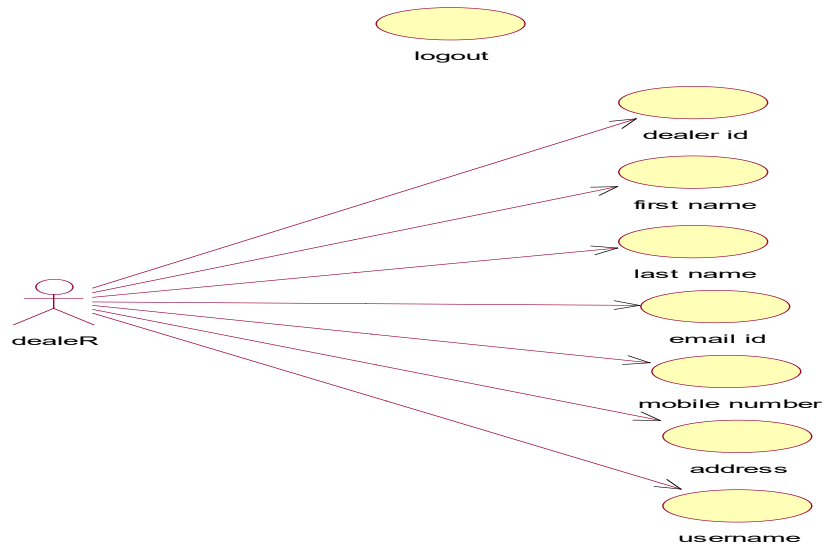 logout
dealer id
first name
last name
dealeR
email id
mobile number
address
username